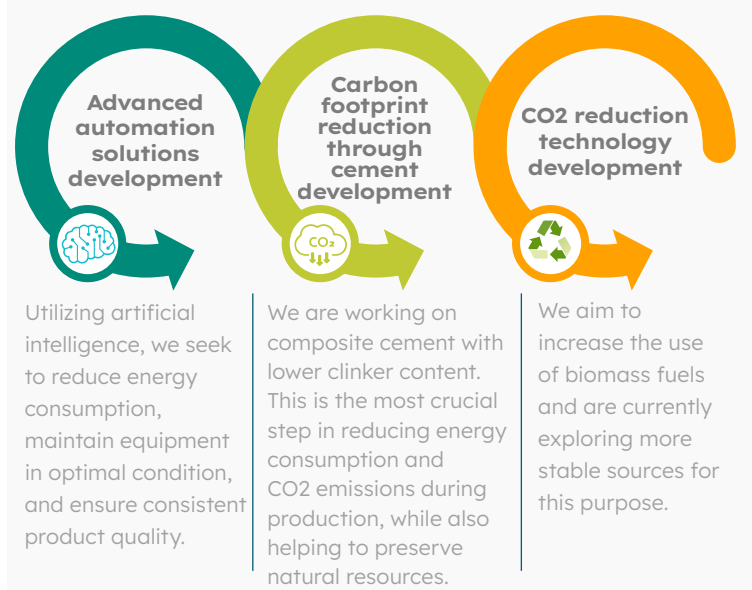 Advanced
automation
solutions
development
Carbon
footprint
reduction
through
cement
development
CO2 reduction
technology
development
CO₂
Utilizing artificial
intelligence, we seek
to reduce energy
consumption,
maintain equipment
in optimal condition,
and ensure consistent
product quality.
We are working on
composite cement with
lower clinker content.
This is the most crucial
step in reducing energy
consumption and
CO2 emissions during
production, while also
helping to preserve
natural resources.
We aim to
increase the use
of biomass fuels
and are currently
exploring more
stable sources for
this purpose.